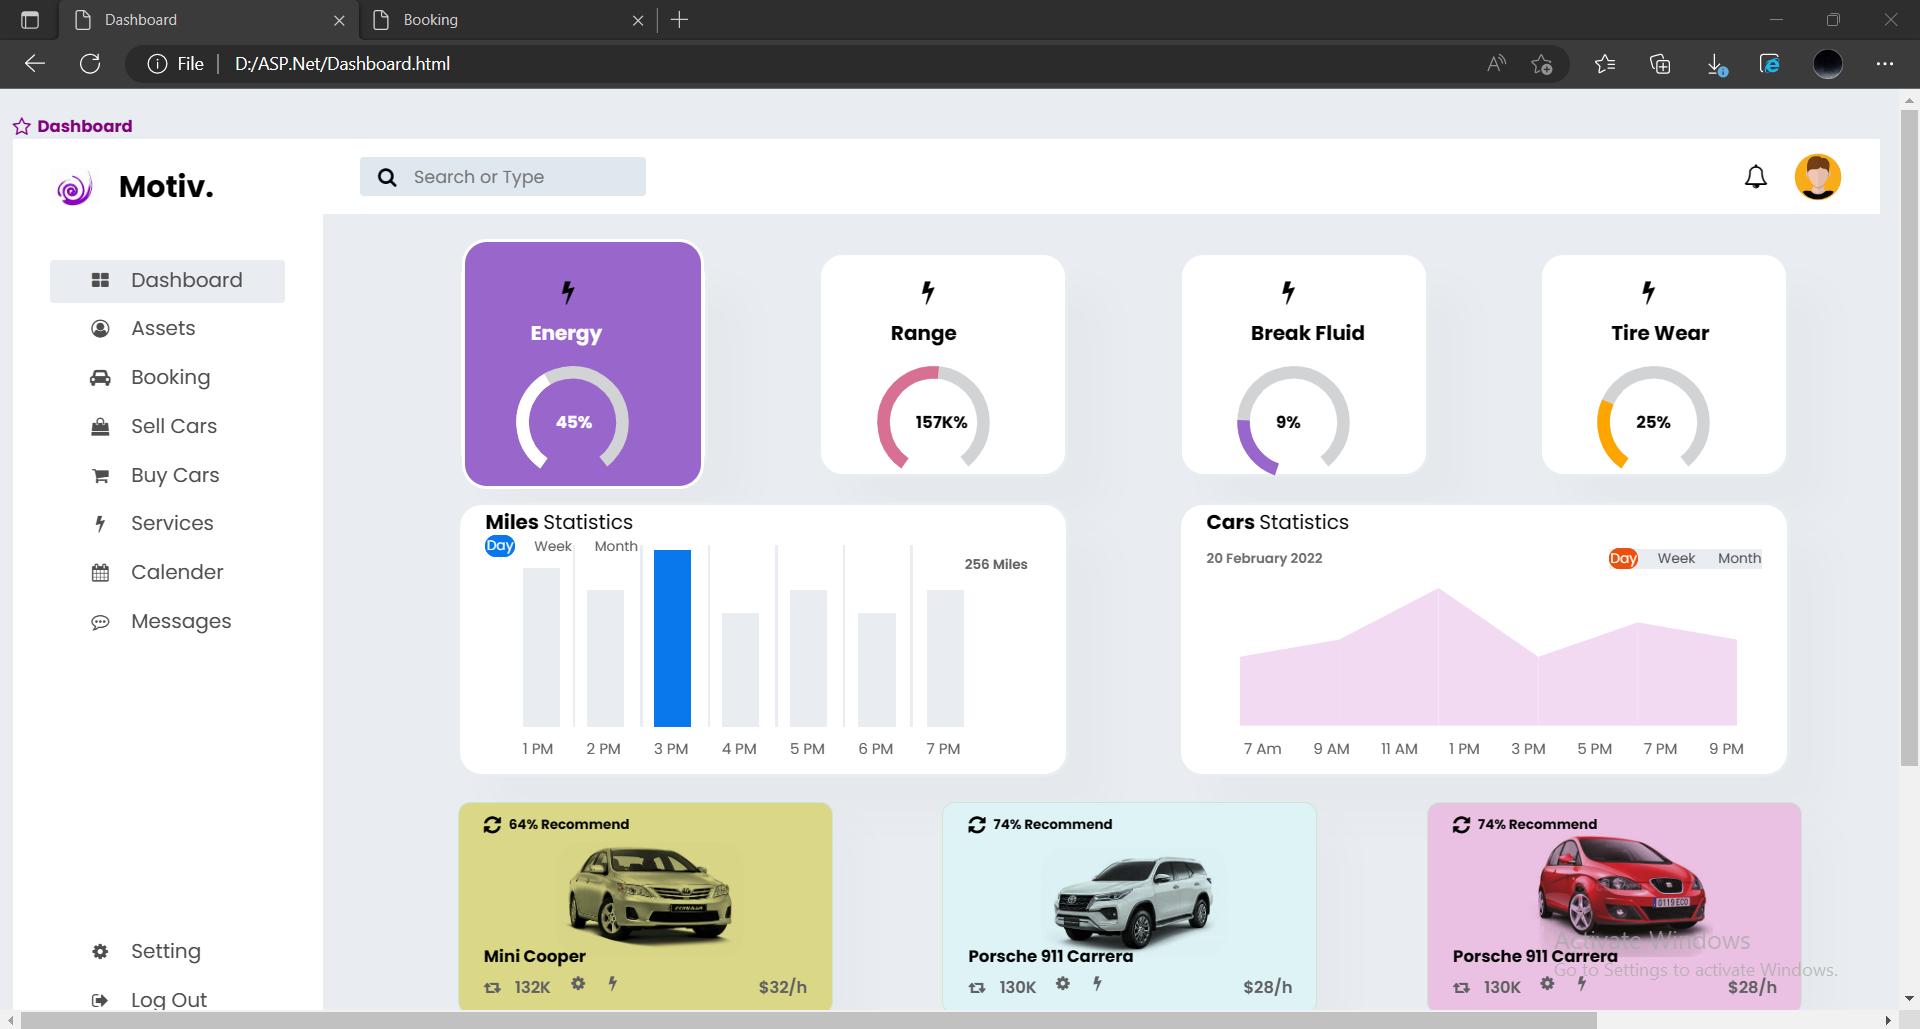 Dashboard
Booking
File
D:/ASP.Net/Dashboard.html
Dashboard
Motiv.
Search or Type
Dashboard
Assets
Booking
Sell Cars
Buy Cars
Services
Calender
Messages
Setting
Log Out
Energy
45%
Range
157K%
Break Fluid
9%
Tire Wear
25%
Miles Statistics
Day Week Month
256 Miles
1 PM 2 PM 3 PM 4 PM 5 PM 6 PM 7 PM
Cars Statistics
20 February 2022
Day Week Month
7 Am 9 AM 11 AM 1 PM 3 PM 5 PM 7 PM 9 PM
64% Recommend
Mini Cooper
132K $32/h
74% Recommend
Porsche 911 Carrera
130K $28/h
74% Recommend
0119 ECO
Porsche 911 Carrera
130K $28/h
Activate Windows
Go to Settings to activate Windows.